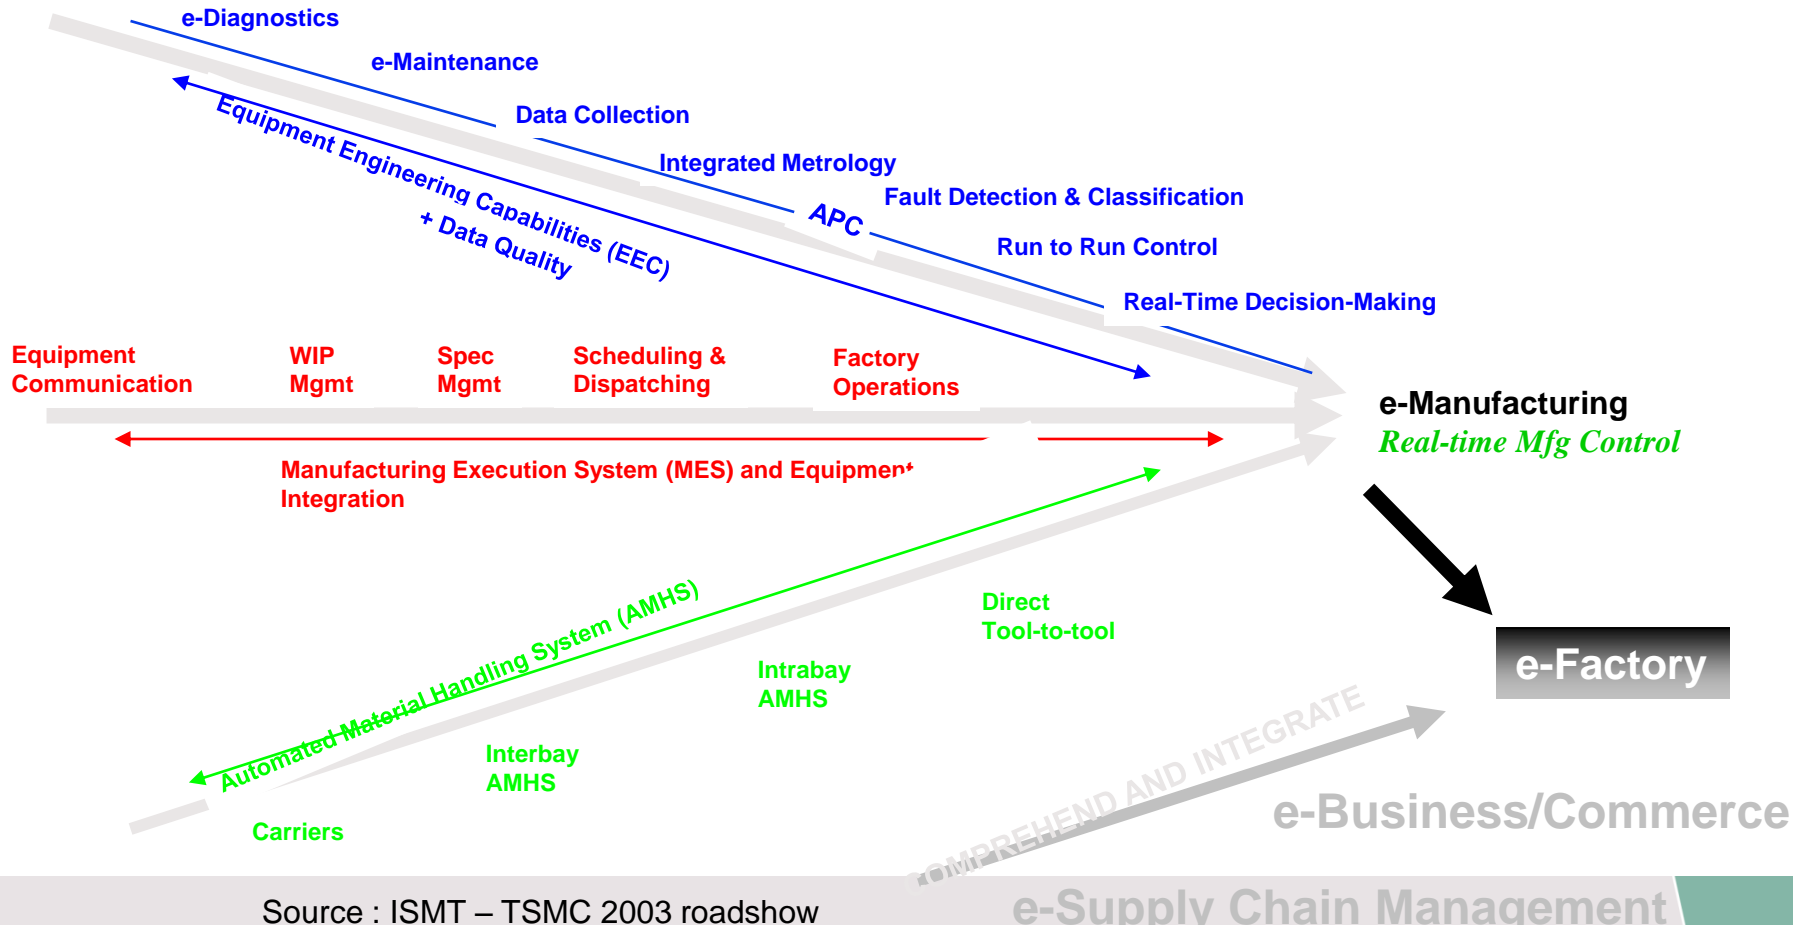 e-Diagnostics
e-Maintenance
Data Collection
Integrated Metrology
Fault Detection & Classification
APC
Run to Run Control
Real-Time Decision-Making
Equipment Engineering Capabilities (EEC)
+ Data Quality
Equipment
Communication
WIP
Mgmt
Spec
Mgmt
Scheduling &
Dispatching
Factory
Operations
e-Manufacturing
Real-time Mfg Control
Manufacturing Execution System (MES) and Equipment
Integration
Automated Material Handling System (AMHS)
Direct
Tool-to-tool
Intrabay
AMHS
Interbay
AMHS
Carriers
e-Factory
COMPREHEND AND INTEGRATE
e-Business/Commerce
e-Supply Chain Management
Source : ISMT – TSMC 2003 roadshow